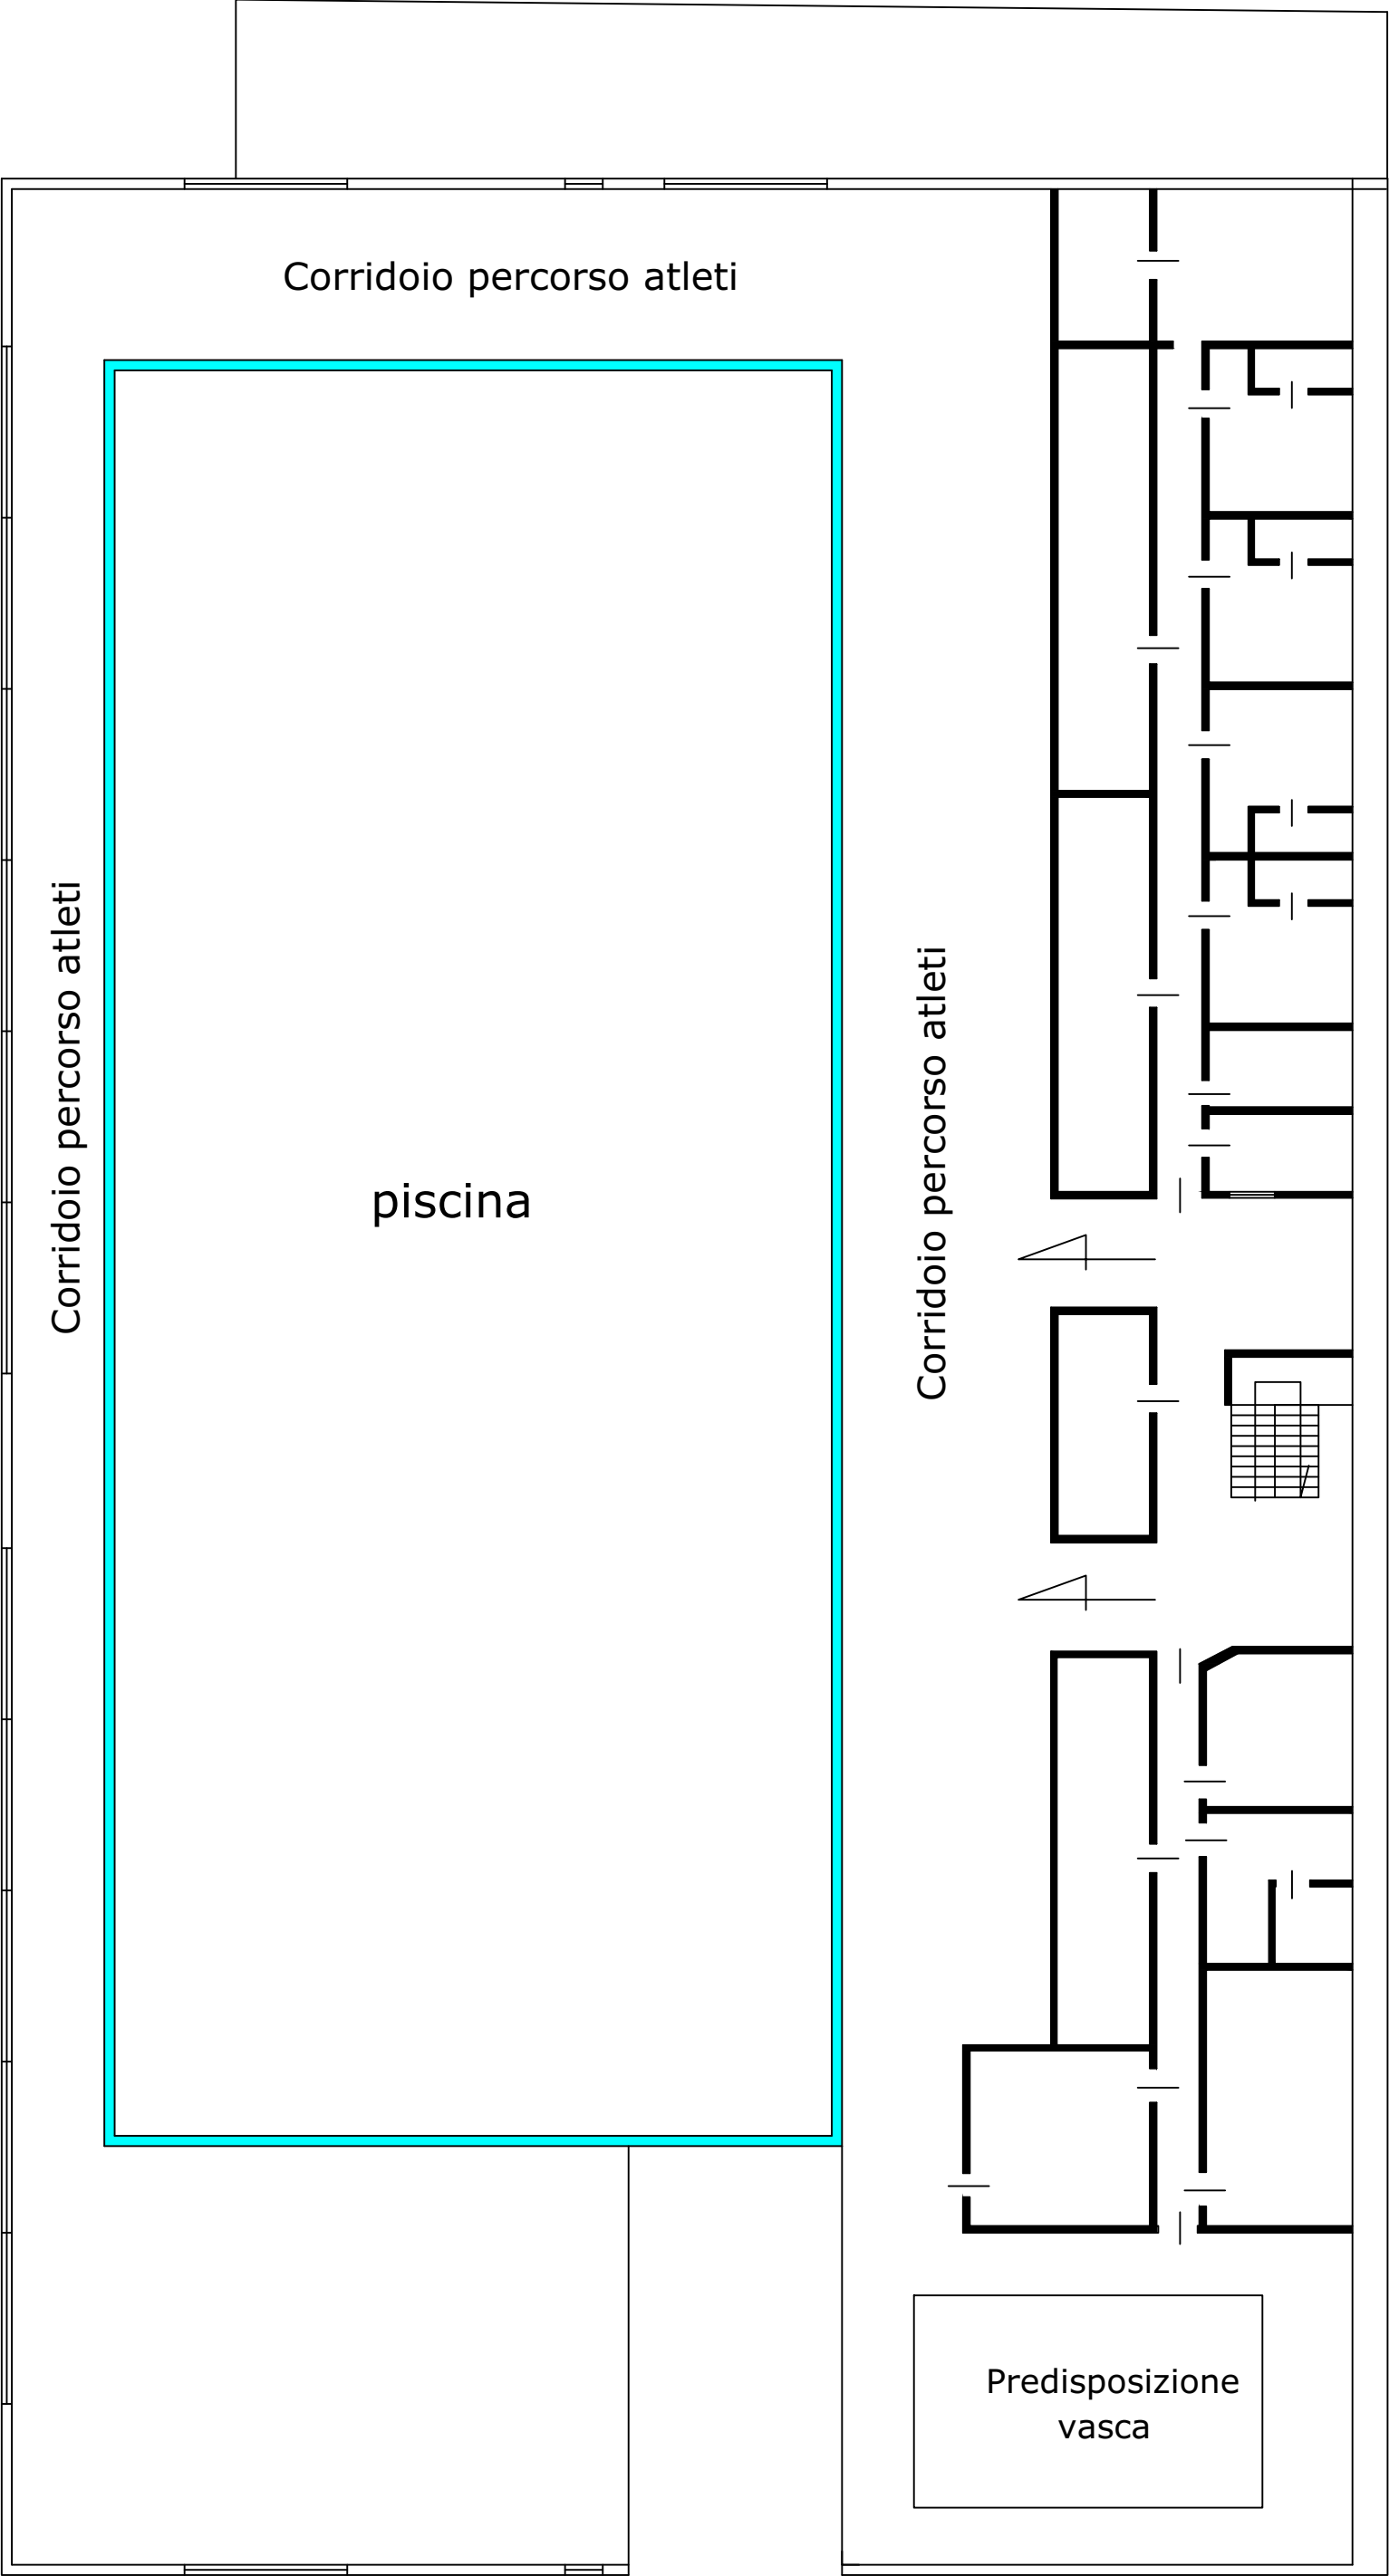 Corridoio percorso atleti
Corridoio percorso atleti
Corridoio percorso atleti
piscina
Predisposizione
vasca